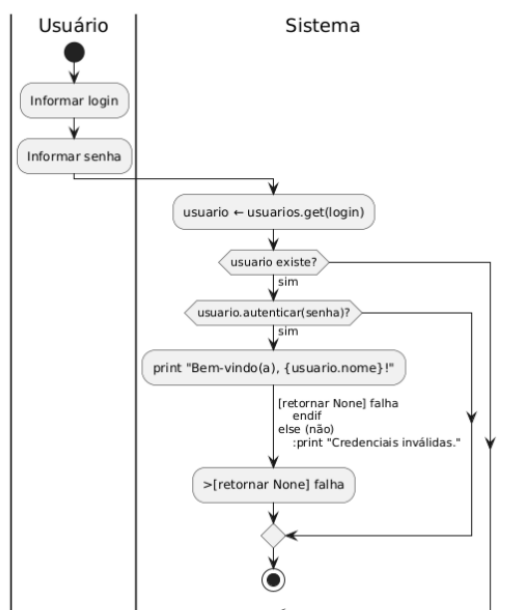 Usuário
Sistema
Informar login
Informar senha
usuario ← usuarios.get(login)
usuario existe?
sim
usuario.autenticar(senha)?
sim
print "Bem-vindo(a), {usuario.nome}!"
[retornar None] falha
endif
else (não)
:print "Credenciais inválidas."
>[retornar None] falha